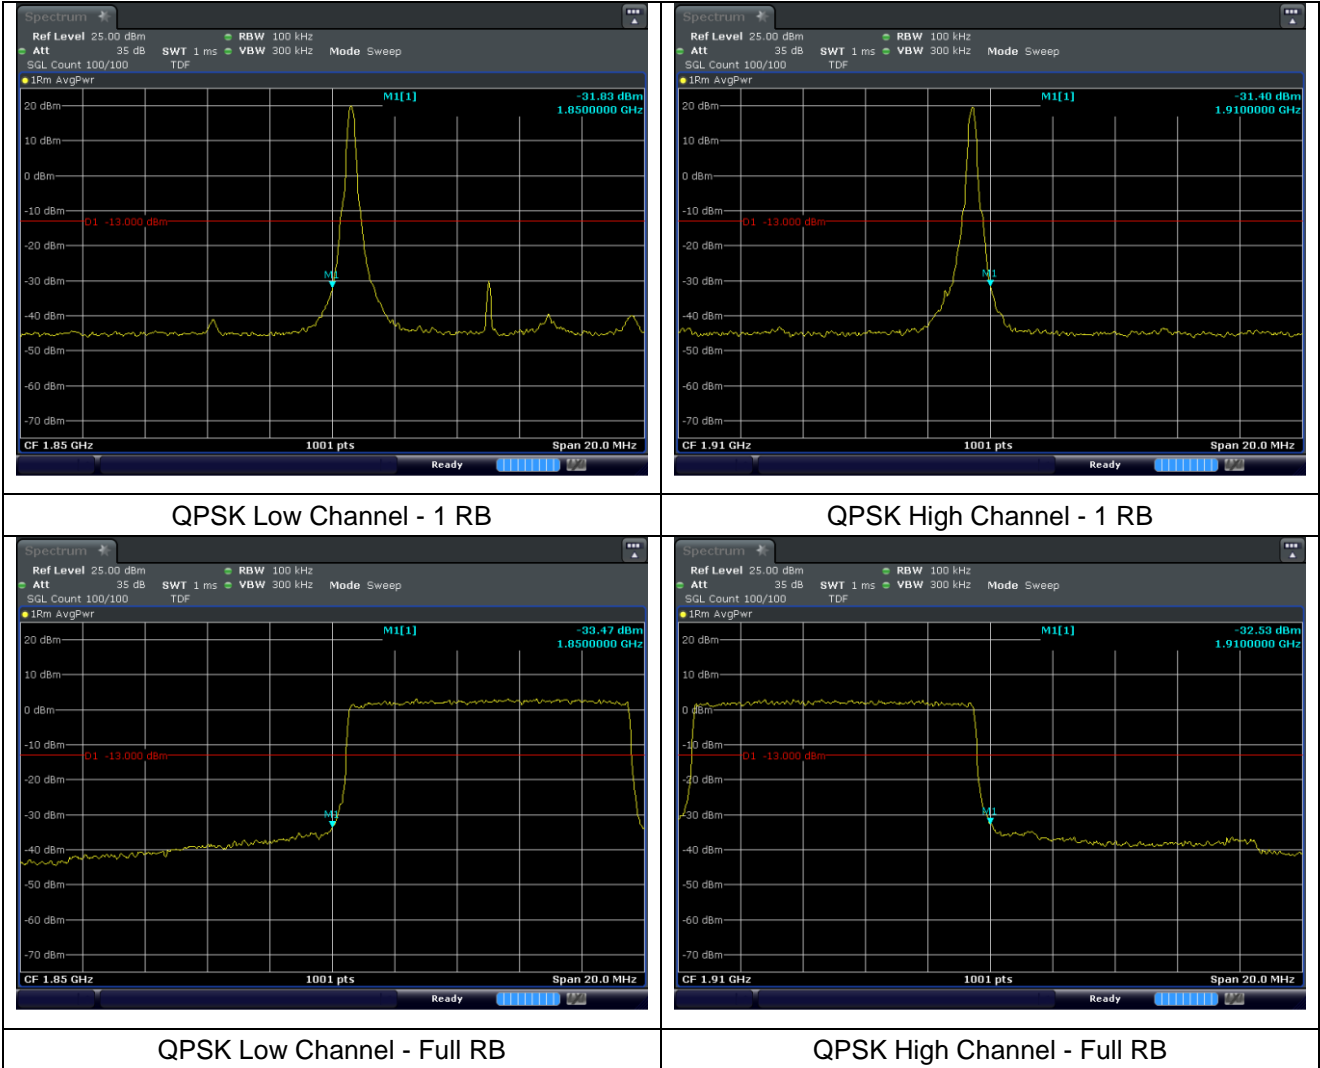 Spectrum
Ref Level 25.00 dBm RBW 100 kHz
Att 35 dB SWT 1 ms VBW 300 kHz Mode Sweep
SGL Count 100/100 TDF
1Rm AvgPwr
M1[1] -31.83 dBm
1.8500000 GHz
20 dBm
10 dBm
0 dBm
-10 dBm
D1 -13.000 dBm
-20 dBm
M1
-30 dBm
-40 dBm
-50 dBm
-60 dBm
-70 dBm
CF 1.85 GHz 1001 pts Span 20.0 MHz
Ready
Spectrum
Ref Level 25.00 dBm RBW 100 kHz
Att 35 dB SWT 1 ms VBW 300 kHz Mode Sweep
SGL Count 100/100 TDF
1Rm AvgPwr
M1[1] -31.40 dBm
1.9100000 GHz
20 dBm
10 dBm
0 dBm
-10 dBm
D1 -13.000 dBm
-20 dBm
M1
-30 dBm
-40 dBm
-50 dBm
-60 dBm
-70 dBm
CF 1.91 GHz 1001 pts Span 20.0 MHz
Ready
QPSK Low Channel - 1 RB
QPSK High Channel - 1 RB
Spectrum
Ref Level 25.00 dBm RBW 100 kHz
Att 35 dB SWT 1 ms VBW 300 kHz Mode Sweep
SGL Count 100/100 TDF
1Rm AvgPwr
M1[1] -33.47 dBm
1.8500000 GHz
20 dBm
10 dBm
0 dBm
-10 dBm
D1 -13.000 dBm
-20 dBm
M1
-30 dBm
-40 dBm
-50 dBm
-60 dBm
-70 dBm
CF 1.85 GHz 1001 pts Span 20.0 MHz
Ready
Spectrum
Ref Level 25.00 dBm RBW 100 kHz
Att 35 dB SWT 1 ms VBW 300 kHz Mode Sweep
SGL Count 100/100 TDF
1Rm AvgPwr
M1[1] -32.53 dBm
1.9100000 GHz
20 dBm
10 dBm
0 dBm
-10 dBm
D1 -13.000 dBm
-20 dBm
M1
-30 dBm
-40 dBm
-50 dBm
-60 dBm
-70 dBm
CF 1.91 GHz 1001 pts Span 20.0 MHz
Ready
QPSK Low Channel - Full RB
QPSK High Channel - Full RB